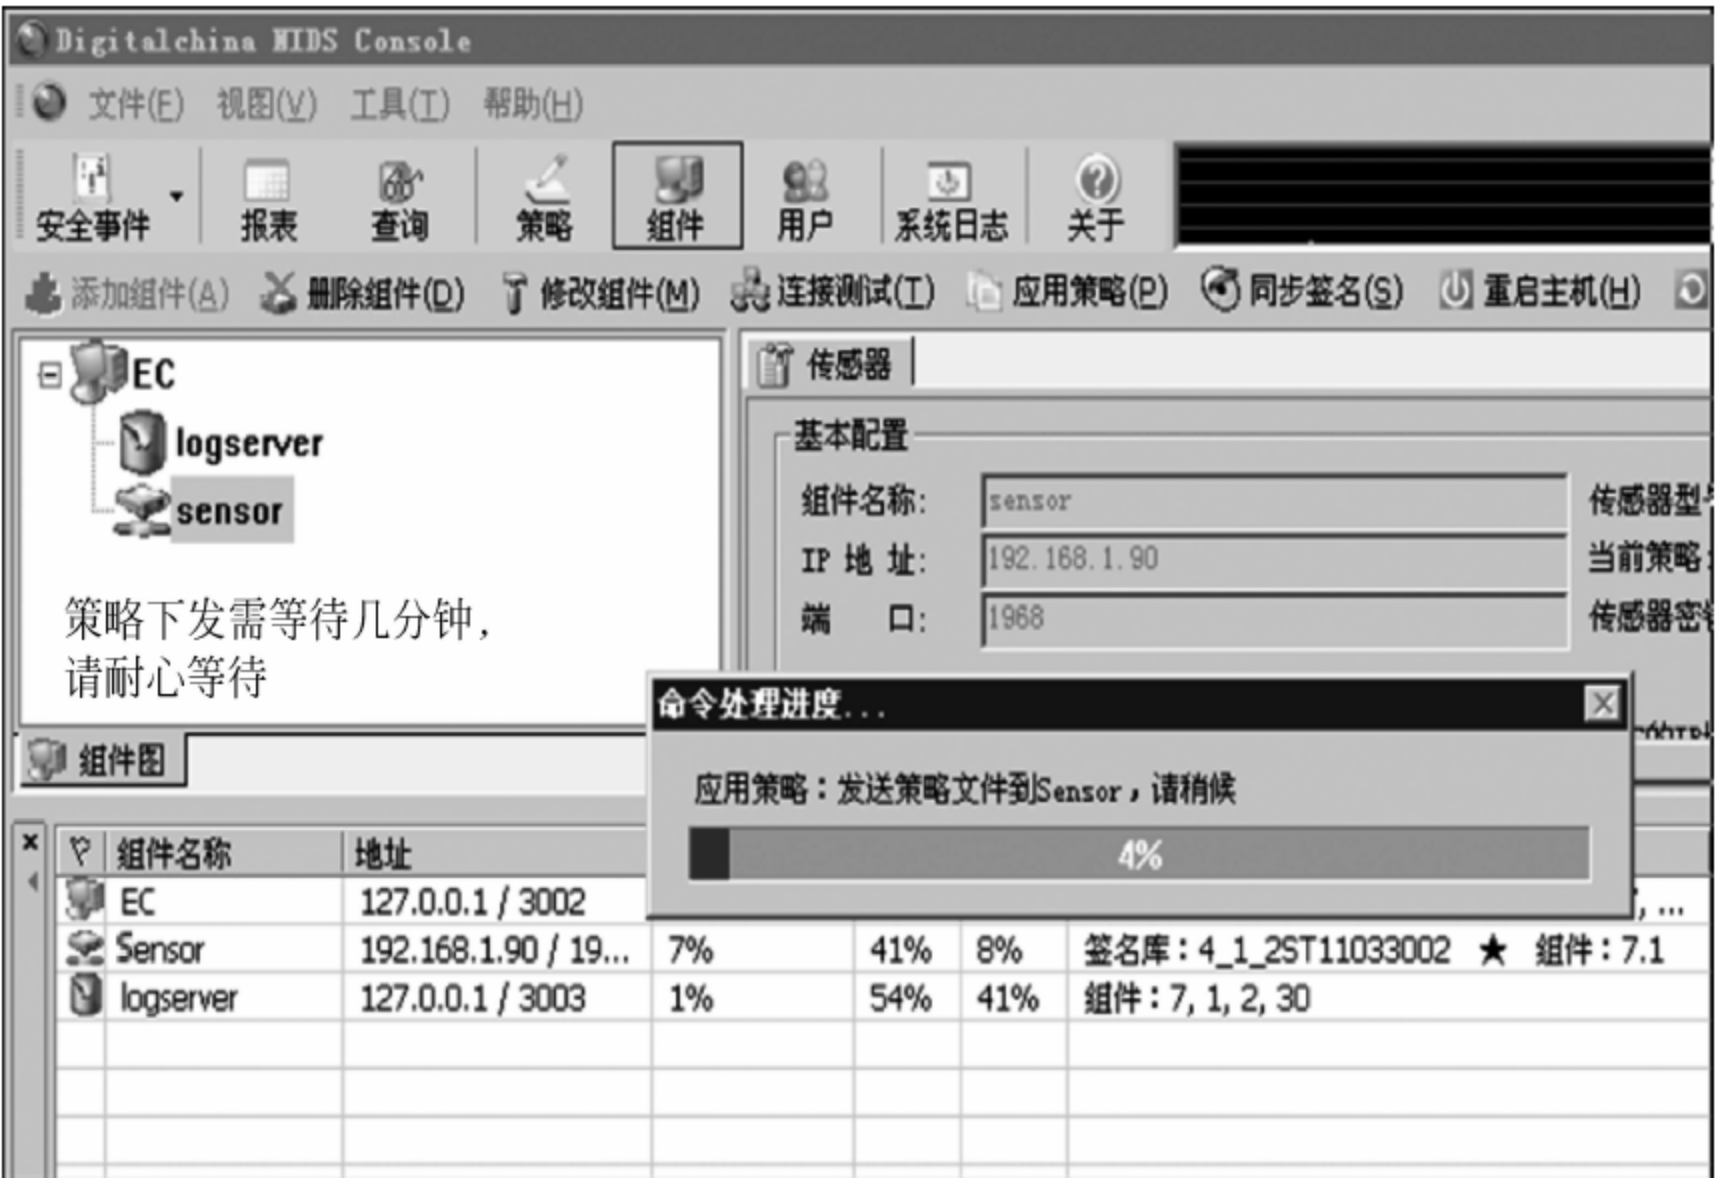 Digitalchina NIDS Console
文件(F) 视图(V) 工具(T) 帮助(H)
安全事件 报表 查询 策略 组件 用户 系统日志 关于
添加组件(A) 删除组件(D) 修改组件(M) 连接测试(T) 应用策略(P) 同步签名(S) 重启主机(H)
EC
logserver
sensor
策略下发需等待几分钟,
请耐心等待
组件图
传感器
基本配置
组件名称: sensor 传感器型
IP 地 址: 192.168.1.90 当前策略:
端 口: 1968 传感器密
命令处理进度...
应用策略：发送策略文件到Sensor，请稍候
4%
组件名称 地址
EC 127.0.0.1 / 3002 , ...
Sensor 192.168.1.90 / 19... 7% 41% 8% 签名库：4_1_2ST11033002 ★ 组件：7.1
logserver 127.0.0.1 / 3003 1% 54% 41% 组件：7, 1, 2, 30